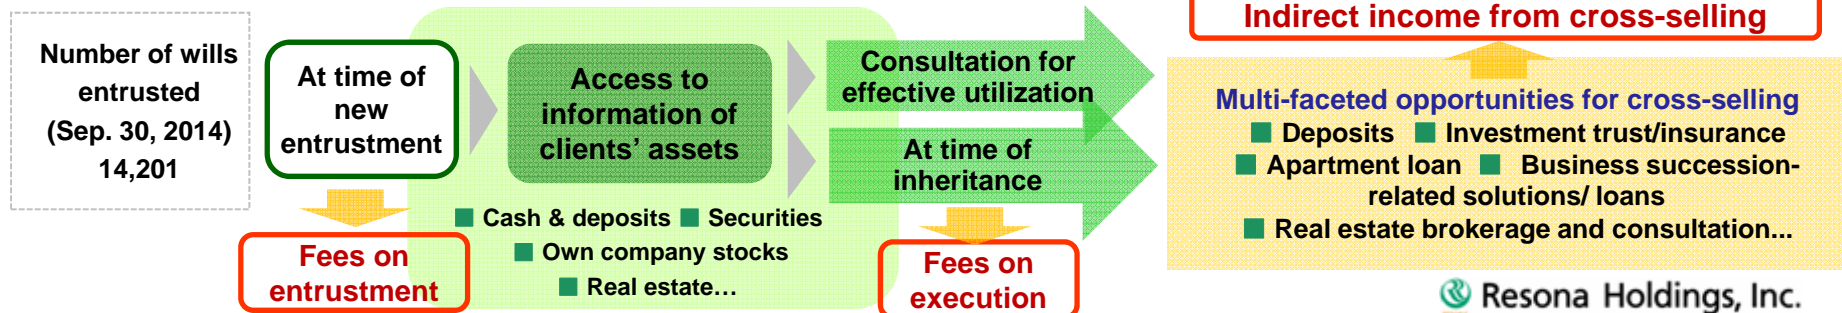 Number of wills
entrusted
(Sep. 30, 2014)
14,201
At time of
new
entrustment
Fees on
entrustment
Access to
information of
clients' assets
Cash & deposits Securities
Own company stocks
Real estate...
Consultation for
effective utilization
At time of
inheritance
Fees on
execution
Indirect income from cross-selling
Multi-faceted opportunities for cross-selling
Deposits Investment trust/insurance
Apartment loan Business succession-
related solutions/ loans
Real estate brokerage and consultation...
Resona Holdings, Inc.